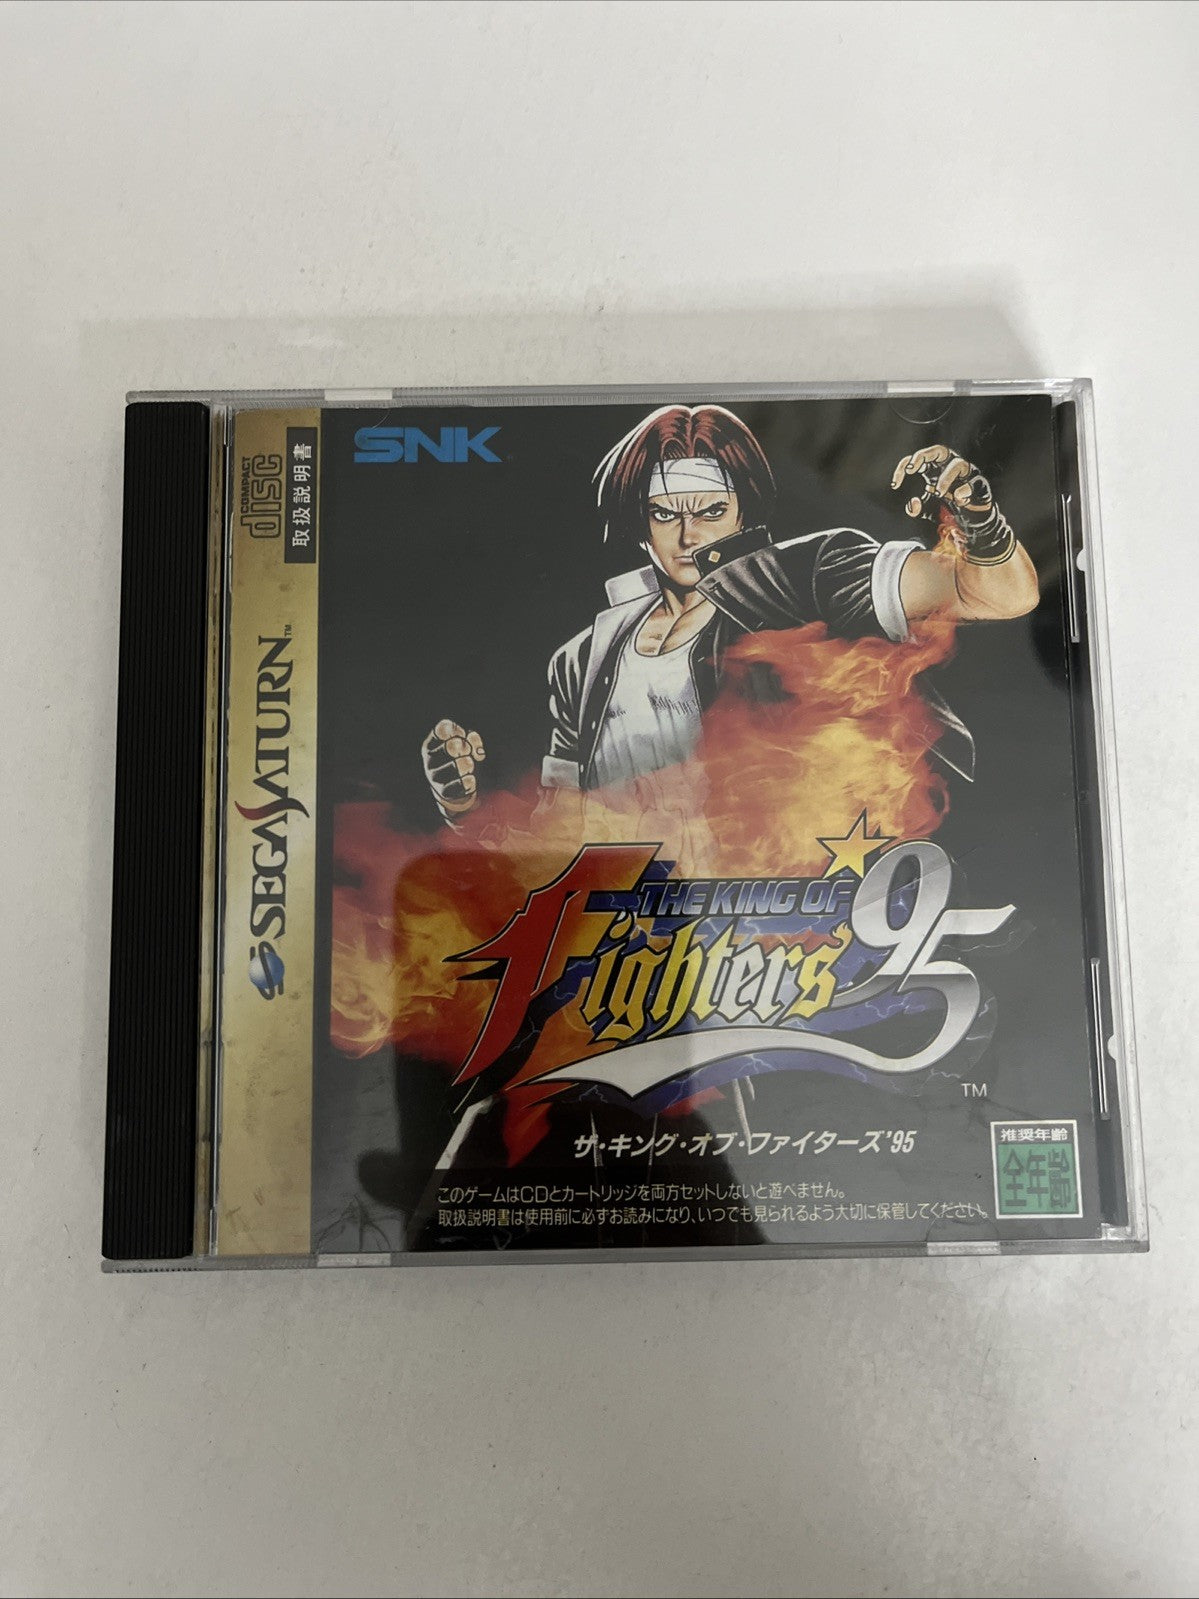 COMPACT
disc
取扱説明書
SEGA SATURN™
SNK
THE KING OF
Fighters'95
TM
ザ・キング・オブ・ファイターズ'95
このゲームはCDとカートリッジを両方セットしないと遊べません。
取扱説明書は使用前に必ずお読みになり、いつでも見られるよう大切に保管してください。
推奨年齢
全年齢